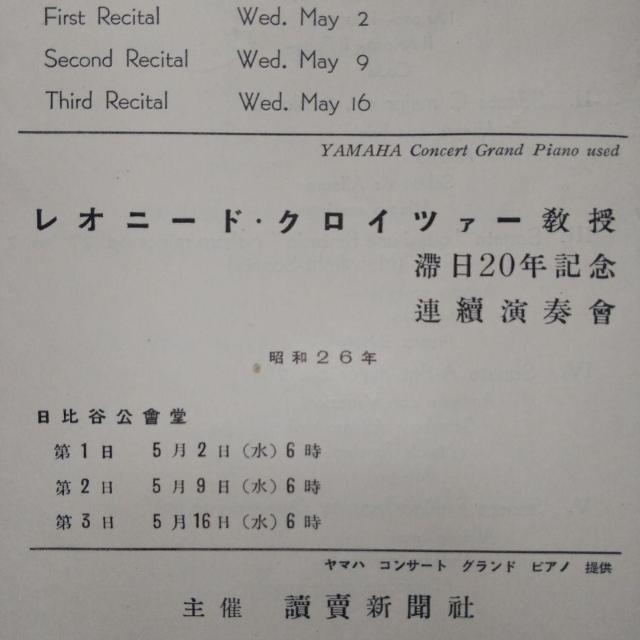 First Recital Wed. May 2
Second Recital Wed. May 9
Third Recital Wed. May 16
YAMAHA Concert Grand Piano used
レオニード・クロイツァー教授
滯日20年記念
連續演奏會
昭和26年
日比谷公會堂
第1日 5月2日(水)6時
第2日 5月9日(水)6時
第3日 5月16日(水)6時
ヤマハ コンサート グランド ピアノ 提供
主催 讀賣新聞社